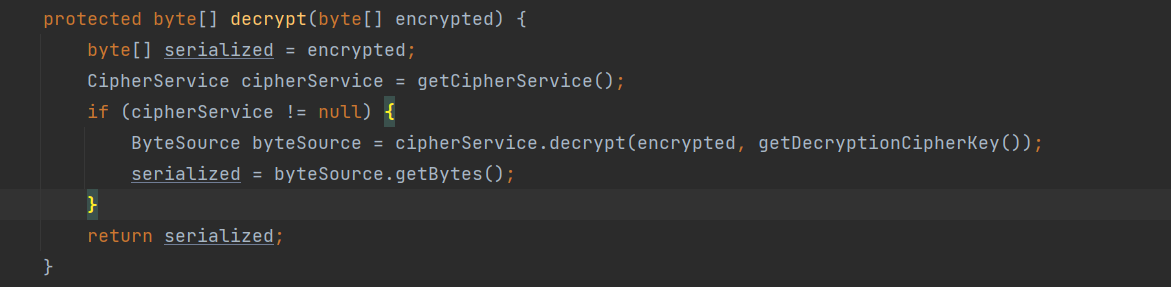 protected byte[] decrypt(byte[] encrypted) {
    byte[] serialized = encrypted;
    CipherService cipherService = getCipherService();
    if (cipherService != null) {
        ByteSource byteSource = cipherService.decrypt(encrypted, getDecryptionCipherKey());
        serialized = byteSource.getBytes();
    }
    return serialized;
}